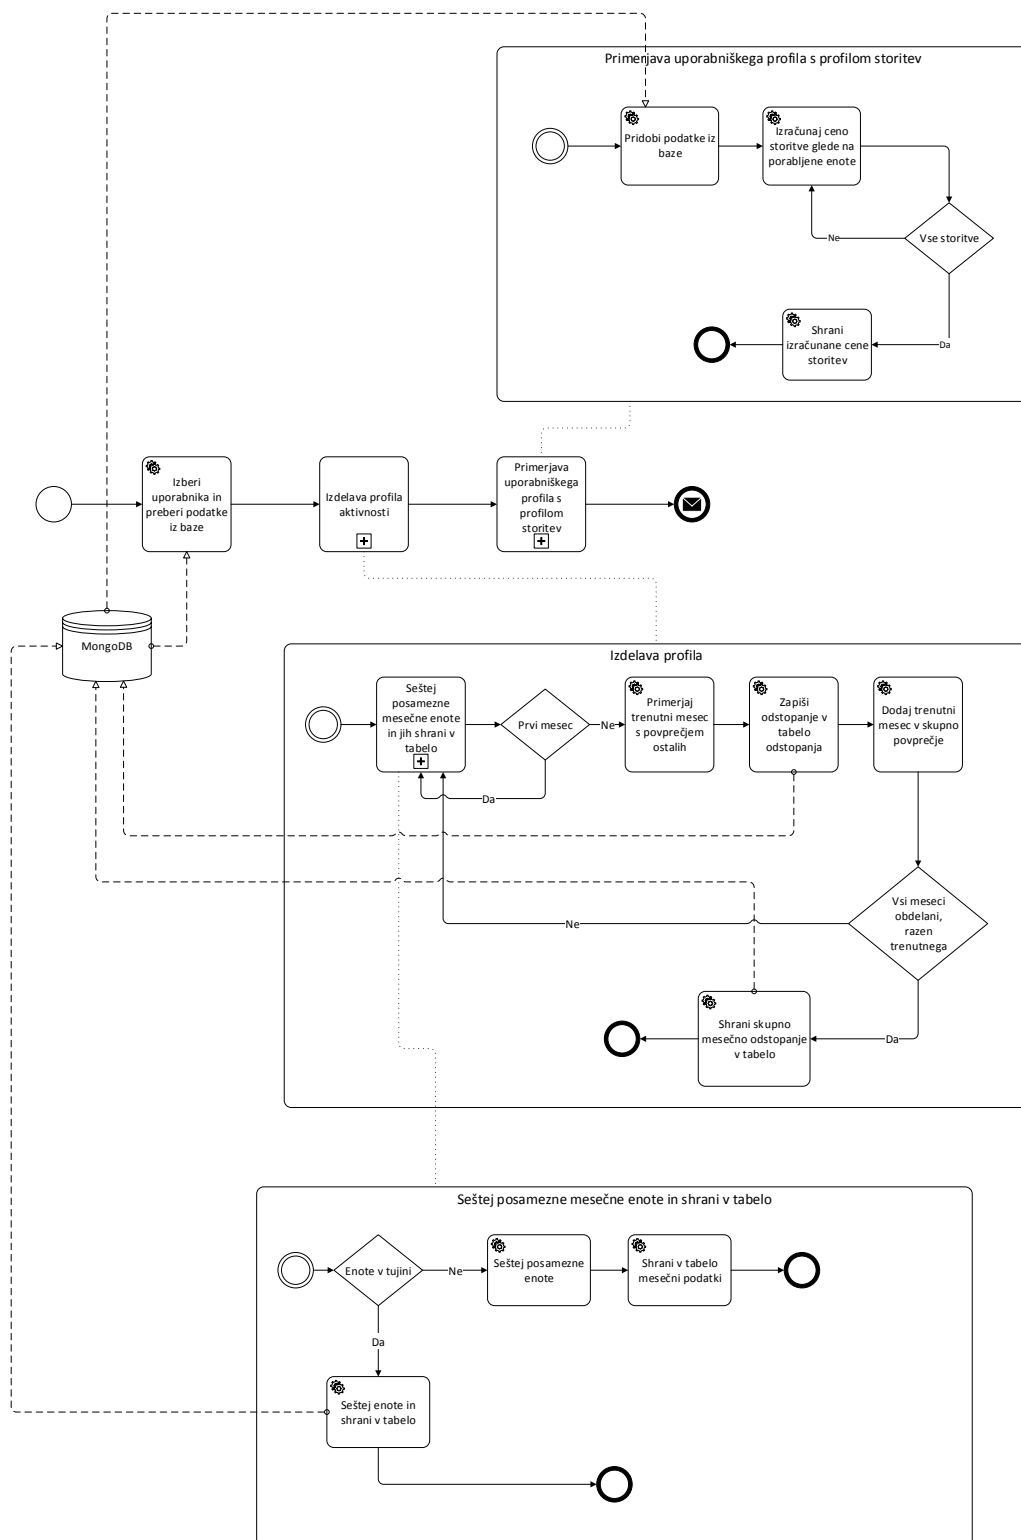 Primerjava uporabniškega profila s profilom storitev
Pridobi podatke iz
baze
Izračunaj ceno
storitve glede na
porabljene enote
Ne
Vse storitve
Shrani
izračunane cene
storitev
Da
Izberi
uporabnika in
preberi podatke
iz baze
Izdelava profila
aktivnosti
Primerjava
uporabniškega
profila s
profilom
storitev
MongoDB
Izdelava profila
Seštej
posamezne
mesečne enote
in jih shrani v
tabelo
Prvi mesec
Ne
Primerjaj
trenutni mesec
s povprečjem
ostalih
Zapiši
odstopanje v
tabelo
odstopanja
Dodaj trenutni
mesec v skupno
povprečje
Da
Vsi meseci
obdelani,
razen
trenutnega
Ne
Shrani skupno
mesečno odstopanje
v tabelo
Da
Seštej posamezne mesečne enote in shrani v tabelo
Enote v tujini
Ne
Seštej posamezne
enote
Shrani v tabelo
mesečni podatki
Da
Seštej enote in
shrani v tabelo